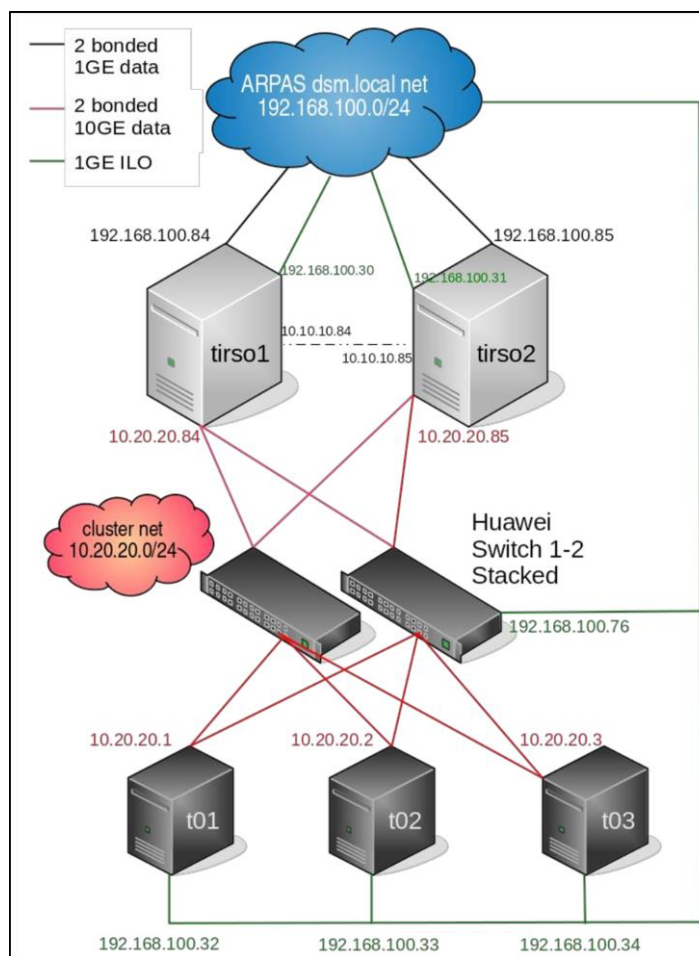 2 bonded
1GE data
2 bonded
10GE data
1GE ILO
ARPAS dsm.local net
192.168.100.0/24
192.168.100.84
192.168.100.85
192.168.100.30
192.168.100.31
10.10.10.84
10.10.10.85
tirso1
tirso2
10.20.20.84
10.20.20.85
cluster net
10.20.20.0/24
Huawei
Switch 1-2
Stacked
192.168.100.76
10.20.20.1
10.20.20.2
10.20.20.3
t01
t02
t03
192.168.100.32
192.168.100.33
192.168.100.34